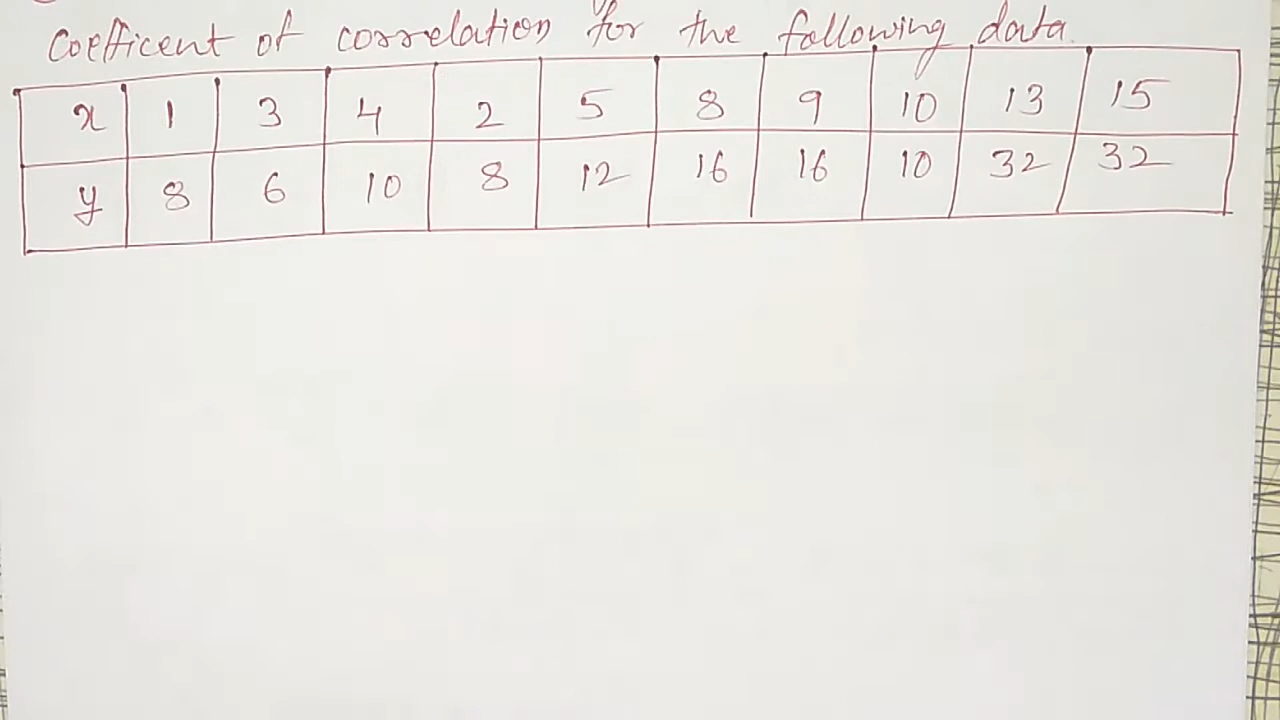 Coefficent of correlation for the following data.
x 1 3 4 2 5 8 9 10 13 15
y 8 6 10 8 12 16 16 10 32 32